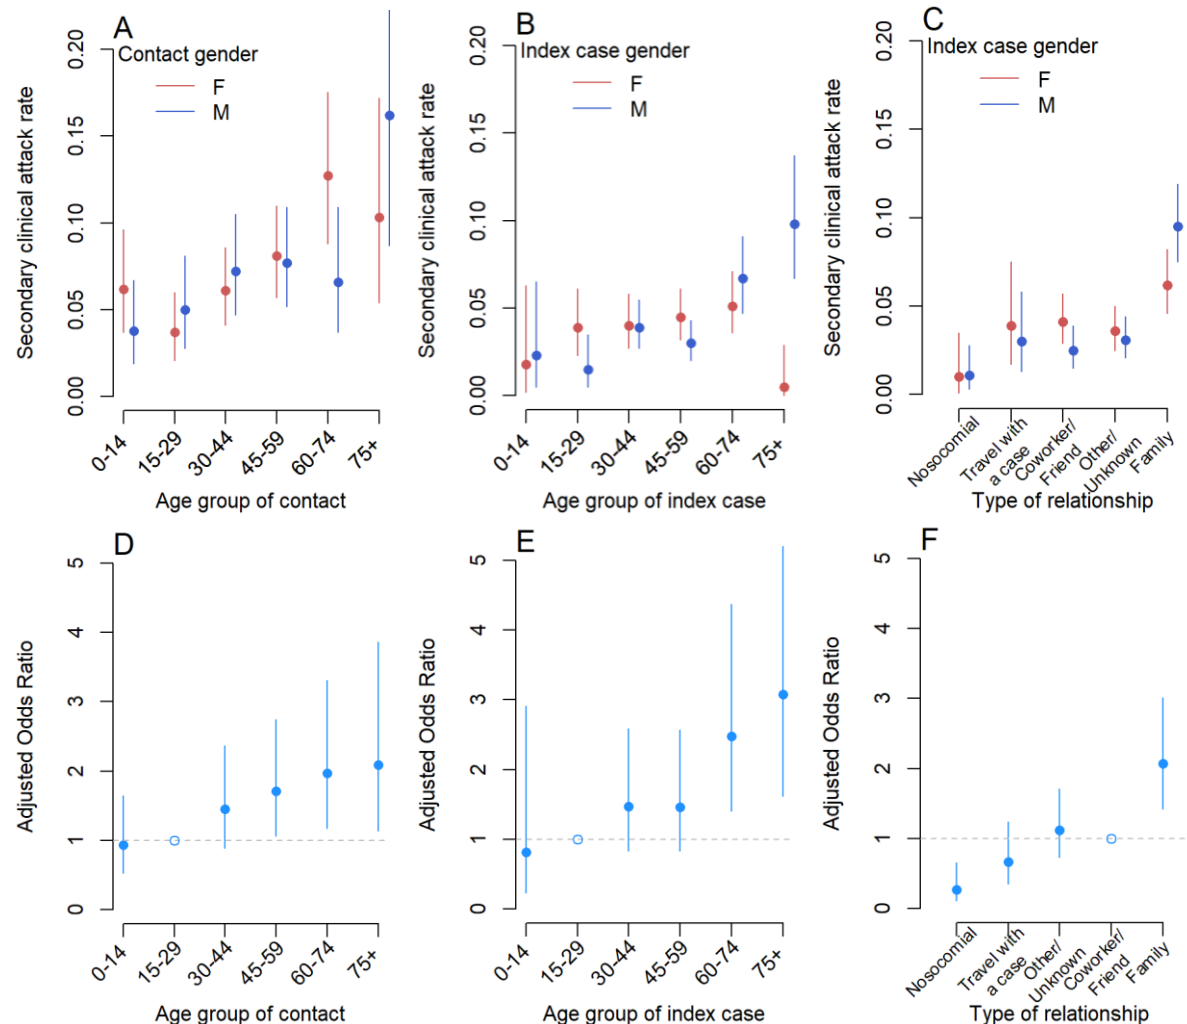 A
Contact gender
F
M
Secondary clinical attack rate
0.00
0.05
0.10
0.15
0.20
0-14
15-29
30-44
45-59
60-74
75+
Age group of contact
B
Index case gender
F
M
Secondary clinical attack rate
0.00
0.05
0.10
0.15
0.20
0-14
15-29
30-44
45-59
60-74
75+
Age group of index case
C
Index case gender
F
M
Secondary clinical attack rate
0.00
0.05
0.10
0.15
0.20
Nosocomial
Travel with
a case
Coworker/
Friend
Other/
Unknown
Family
Type of relationship
D
Adjusted Odds Ratio
0
1
2
3
4
5
0-14
15-29
30-44
45-59
60-74
75+
Age group of contact
E
Adjusted Odds Ratio
0
1
2
3
4
5
0-14
15-29
30-44
45-59
60-74
75+
Age group of index case
F
Adjusted Odds Ratio
0
1
2
3
4
5
Nosocomial
Travel with
a case
Other/
Unknown
Coworker/
Friend
Family
Type of relationship